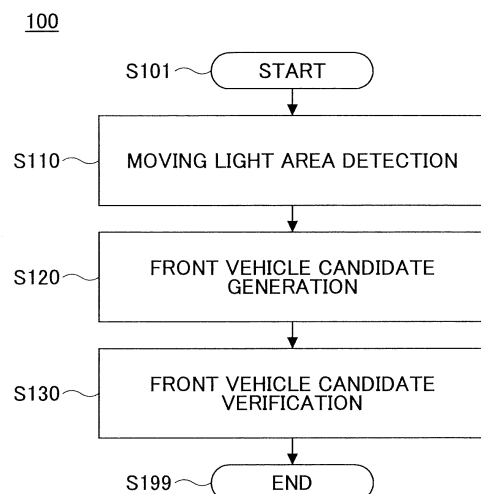 100
S101
START
S110
MOVING LIGHT AREA DETECTION
S120
FRONT VEHICLE CANDIDATE
GENERATION
S130
FRONT VEHICLE CANDIDATE
VERIFICATION
S199
END